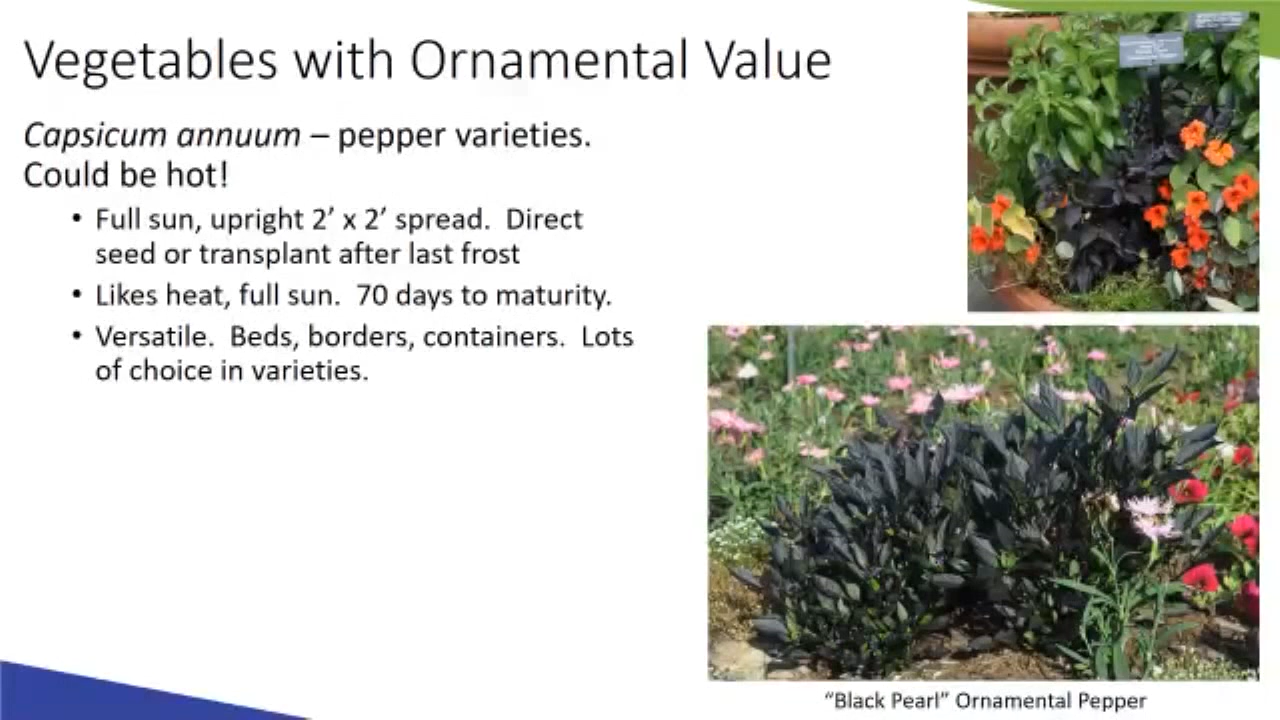 Vegetables with Ornamental Value
Capsicum annuum – pepper varieties.
Could be hot!
• Full sun, upright 2’ x 2’ spread.  Direct
seed or transplant after last frost
• Likes heat, full sun.  70 days to maturity.
• Versatile.  Beds, borders, containers.  Lots
of choice in varieties.
“Black Pearl” Ornamental Pepper